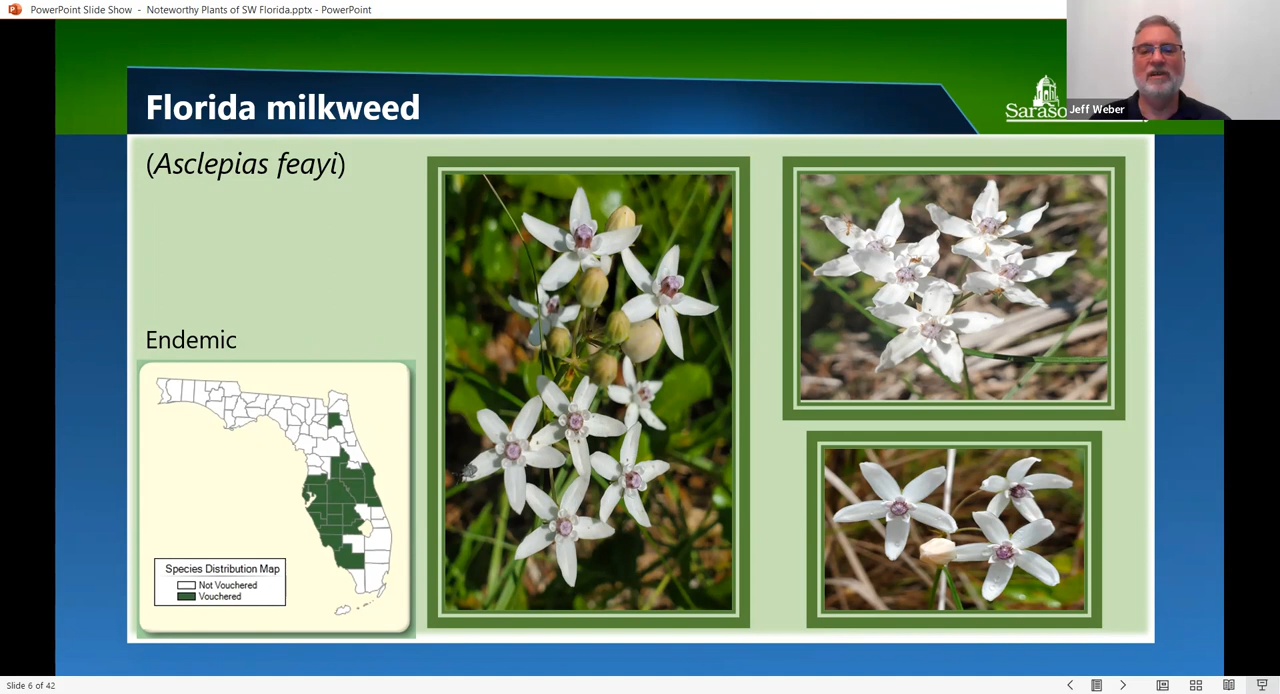 PowerPoint Slide Show - Noteworthy Plants of SW Florida.pptx - PowerPoint
Florida milkweed
Jeff Weber
(Asclepias feayi)
Endemic
Species Distribution Map
Not Vouchered
Vouchered
Slide 6 of 42